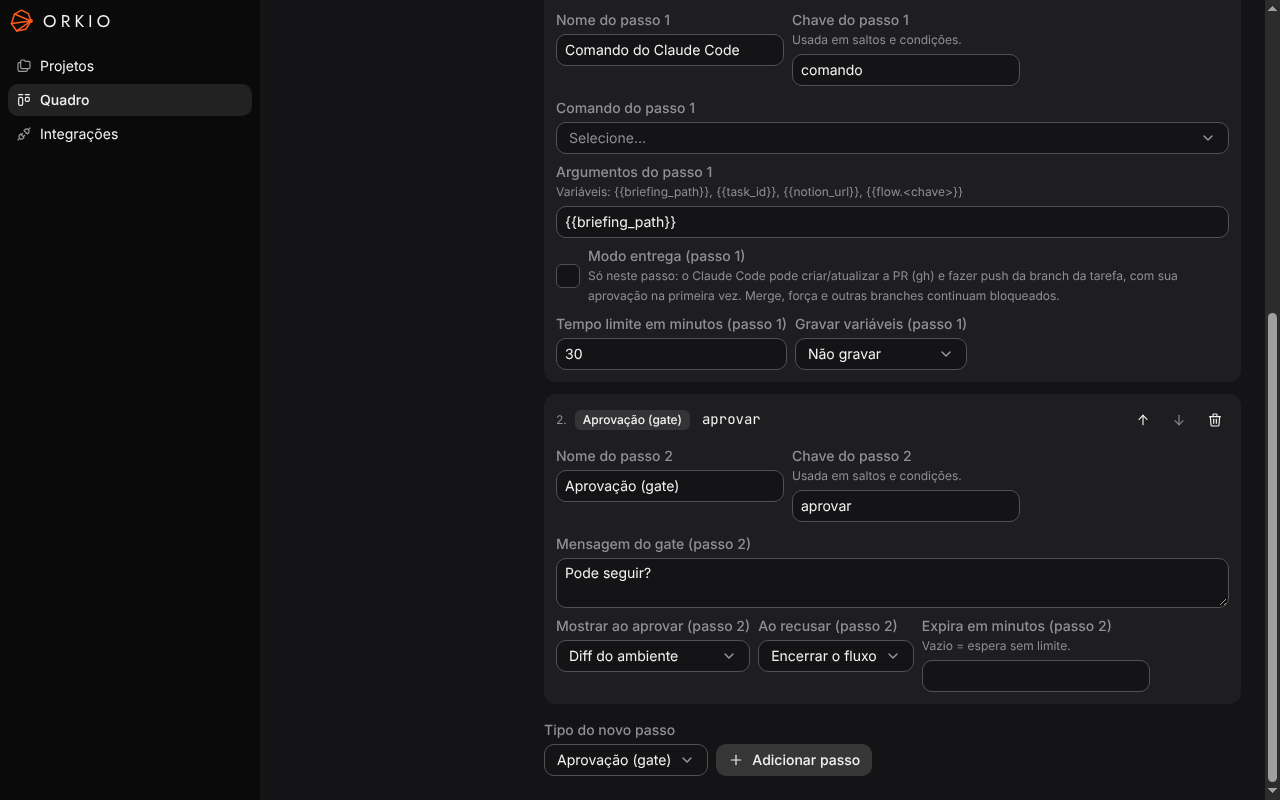 ORKIO
Projetos
Quadro
Integrações
Nome do passo 1
Chave do passo 1
Usada em saltos e condições.
Comando do Claude Code
comando
Comando do passo 1
Selecione...
Argumentos do passo 1
Variáveis: {{briefing_path}}, {{task_id}}, {{notion_url}}, {{flow.<chave>}}
{{briefing_path}}
Modo entrega (passo 1)
Só neste passo: o Claude Code pode criar/atualizar a PR (gh) e fazer push da branch da tarefa, com sua
aprovação na primeira vez. Merge, força e outras branches continuam bloqueados.
Tempo limite em minutos (passo 1)
Gravar variáveis (passo 1)
30
Não gravar
2. Aprovação (gate) aprovar
Nome do passo 2
Chave do passo 2
Usada em saltos e condições.
Aprovação (gate)
aprovar
Mensagem do gate (passo 2)
Pode seguir?
Mostrar ao aprovar (passo 2)
Ao recusar (passo 2)
Expira em minutos (passo 2)
Vazio = espera sem limite.
Diff do ambiente
Encerrar o fluxo
Tipo do novo passo
Aprovação (gate)
Adicionar passo